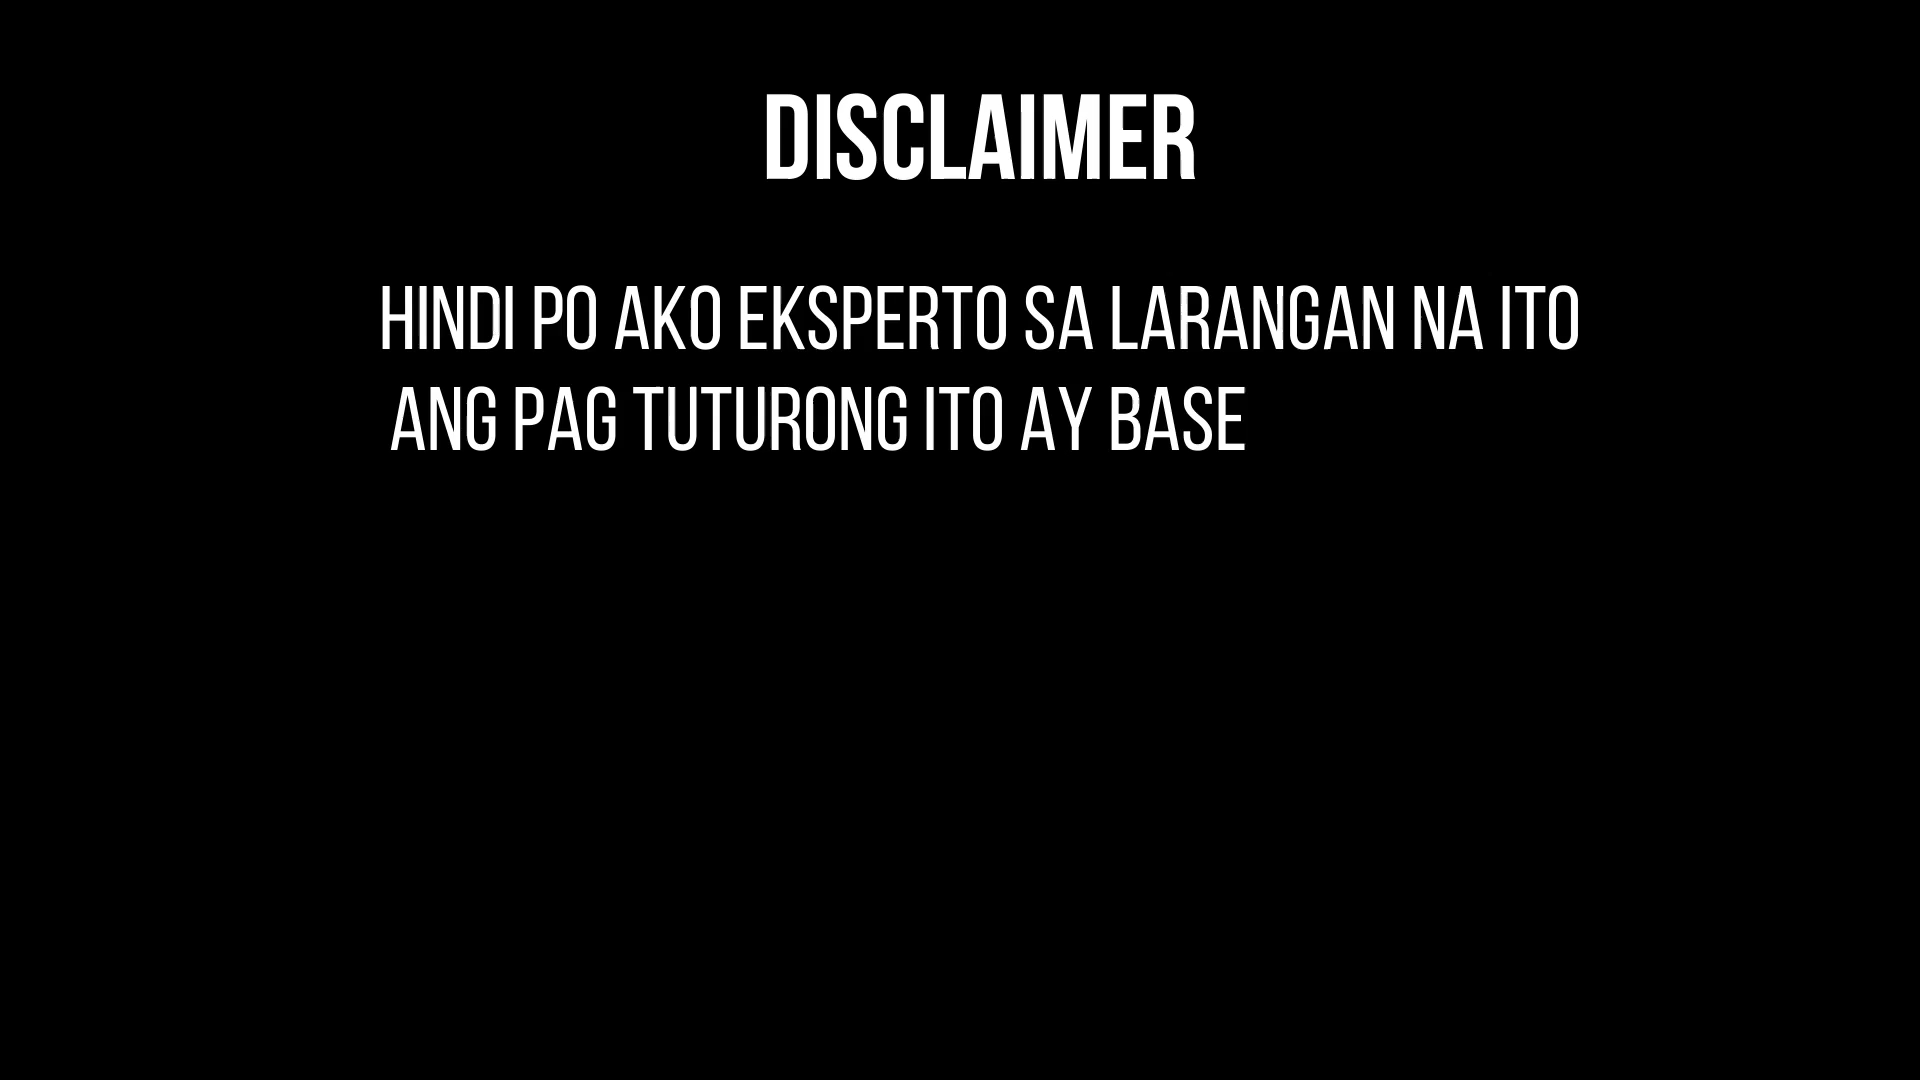 DISCLAIMER
HINDI PO AKO EKSPERTO SA LARANGAN NA ITO
ANG PAG TUTURONG ITO AY BASE